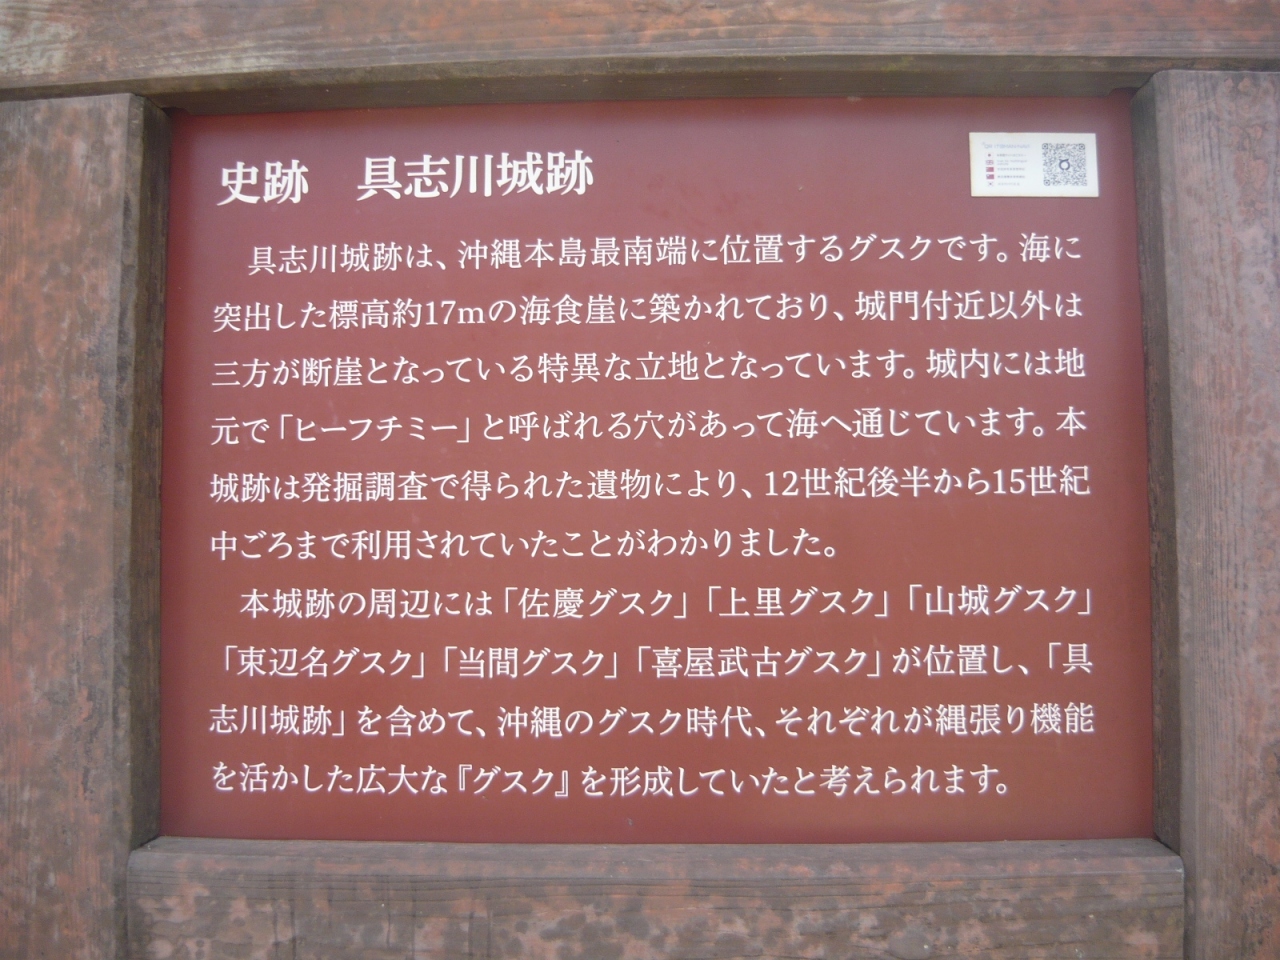 史跡　具志川城跡
具志川城跡は、沖縄本島最南端に位置するグスクです。海に
突出した標高約17mの海食崖に築かれており、城門付近以外は
三方が断崖となっている特異な立地となっています。城内には地
元で「ヒーフチミー」と呼ばれる穴があって海へ通じています。本
城跡は発掘調査で得られた遺物により、12世紀後半から15世紀
中ごろまで利用されていたことがわかりました。
本城跡の周辺には「佐慶グスク」「上里グスク」「山城グスク」
「束辺名グスク」「当間グスク」「喜屋武古グスク」が位置し、「具
志川城跡」を含めて、沖縄のグスク時代、それぞれが縄張り機能
を活かした広大な『グスク』を形成していたと考えられます。